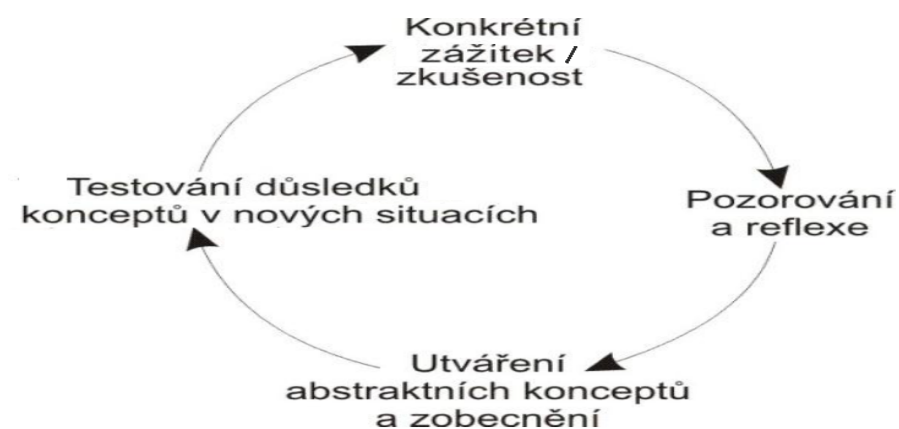 Konkrétní
zážitek /
zkušenost
Pozorování
a reflexe
Utváření
abstraktních konceptů
a zobecnění
Testování důsledků
konceptů v nových situacích